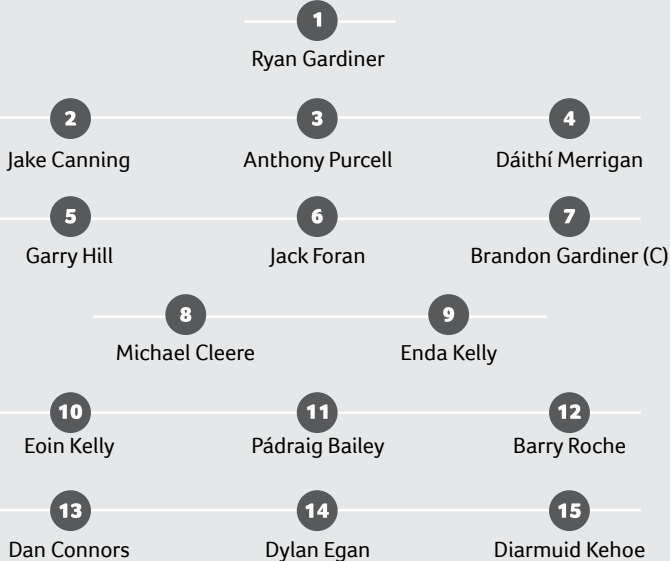 1
Ryan Gardiner
2 3 4
Jake Canning Anthony Purcell Dáithí Merrigan
5 6 7
Garry Hill Jack Foran Brandon Gardiner (C)
8 9
Michael Cleere Enda Kelly
10 11 12
Eoin Kelly Pádraig Bailey Barry Roche
13 14 15
Dan Connors Dylan Egan Diarmuid Kehoe